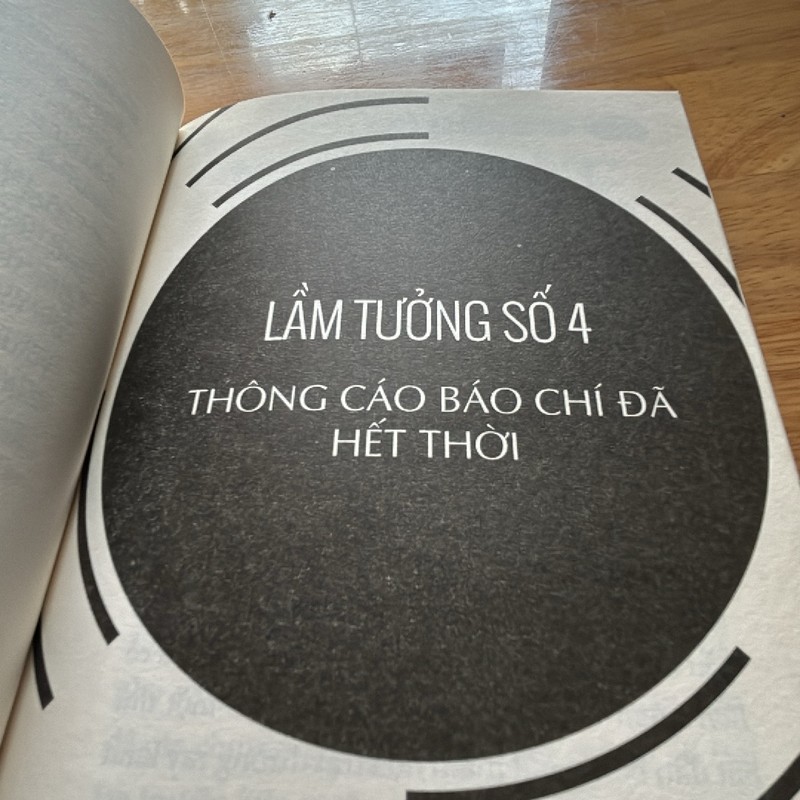 LẦM TƯỞNG SỐ 4
THÔNG CÁO BÁO CHÍ ĐÃ
HẾT THỜI